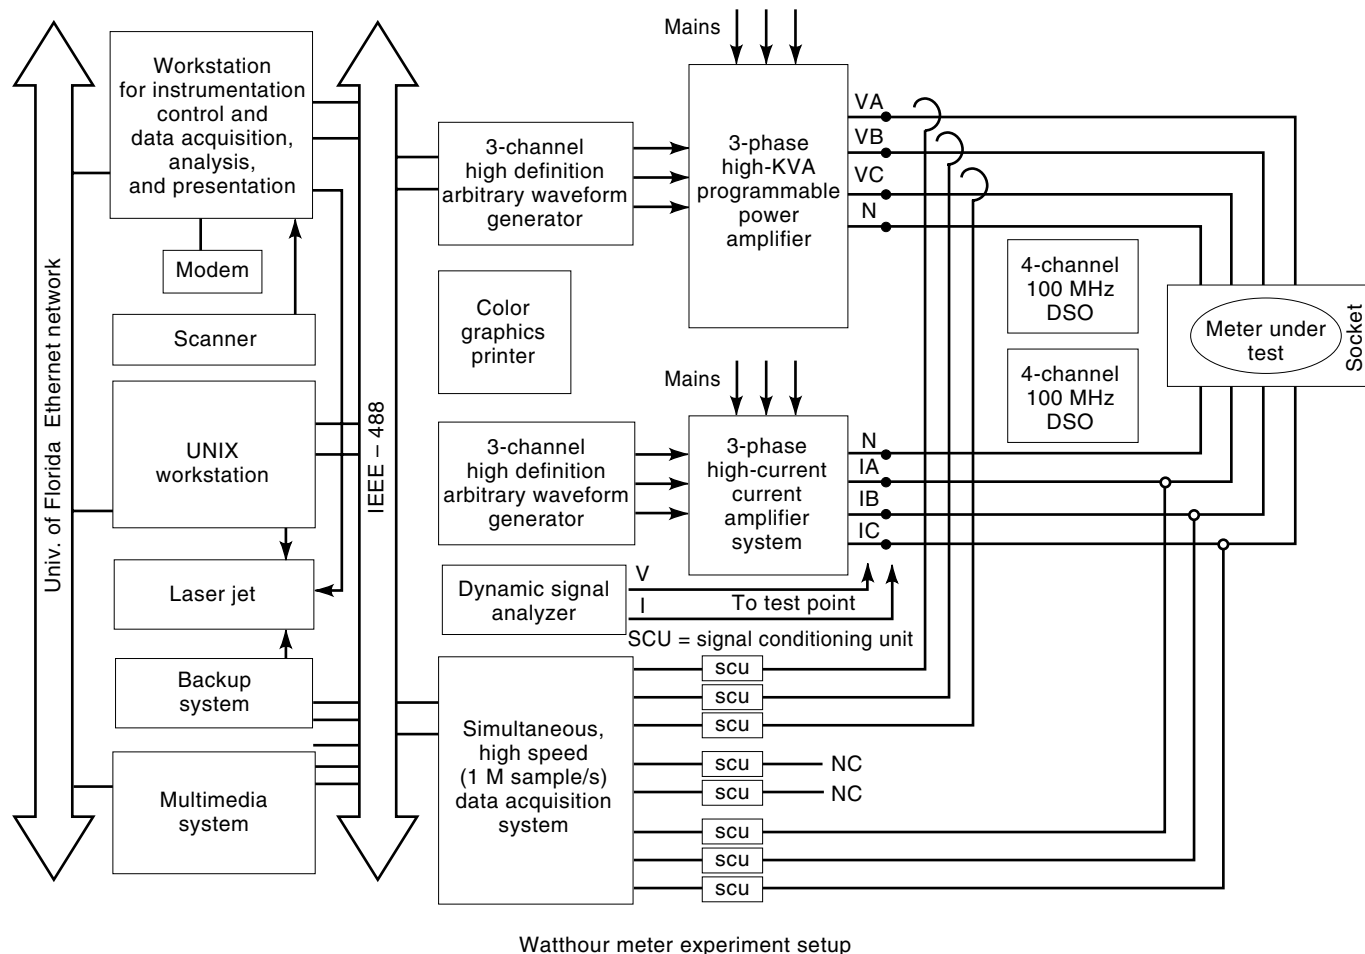 Mains
Workstation
for instrumentation
control and
data acquisition,
analysis,
and presentation
VA
3-channel
high definition
arbitrary waveform
generator
3-phase
high-KVA
programmable
power
amplifier
VB
VC
N
Modem
4-channel
100 MHz
DSO
Univ. of Florida Ethernet network
Scanner
Color
graphics
printer
Meter under
test
Socket
Mains
4-channel
100 MHz
DSO
IEEE – 488
UNIX
workstation
3-channel
high definition
arbitrary waveform
generator
3-phase
high-current
current
amplifier
system
N
IA
IB
IC
Laser jet
Dynamic signal
analyzer
V
I
To test point
SCU = signal conditioning unit
Backup
system
Simultaneous,
high speed
(1 M sample/s)
data acquisition
system
scu
scu
scu
scu
NC
scu
NC
scu
scu
scu
Multimedia
system
Watthour meter experiment setup